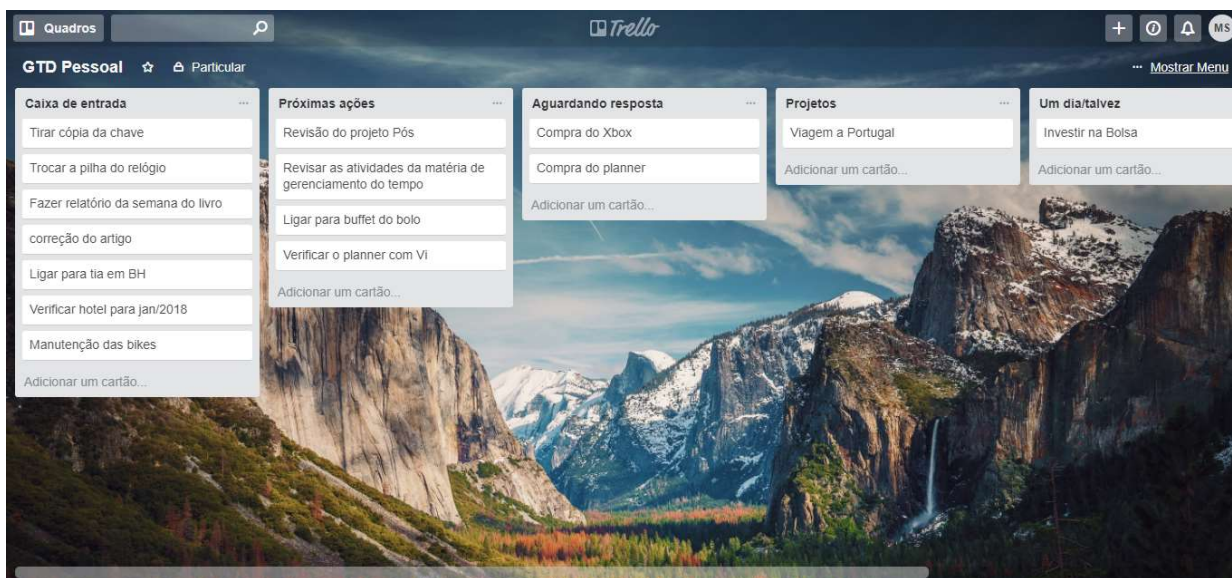 Quadros
Trello
MS
GTD Pessoal
Particular
... Mostrar Menu
Caixa de entrada
Tirar cópia da chave
Trocar a pilha do relógio
Fazer relatório da semana do livro
correção do artigo
Ligar para tia em BH
Verificar hotel para jan/2018
Manutenção das bikes
Adicionar um cartão...
Próximas ações
Revisão do projeto Pós
Revisar as atividades da matéria de
gerenciamento do tempo
Ligar para buffet do bolo
Verificar o planner com Vi
Adicionar um cartão...
Aguardando resposta
Compra do Xbox
Compra do planner
Adicionar um cartão...
Projetos
Viagem a Portugal
Adicionar um cartão...
Um dia/talvez
Investir na Bolsa
Adicionar um cartão...